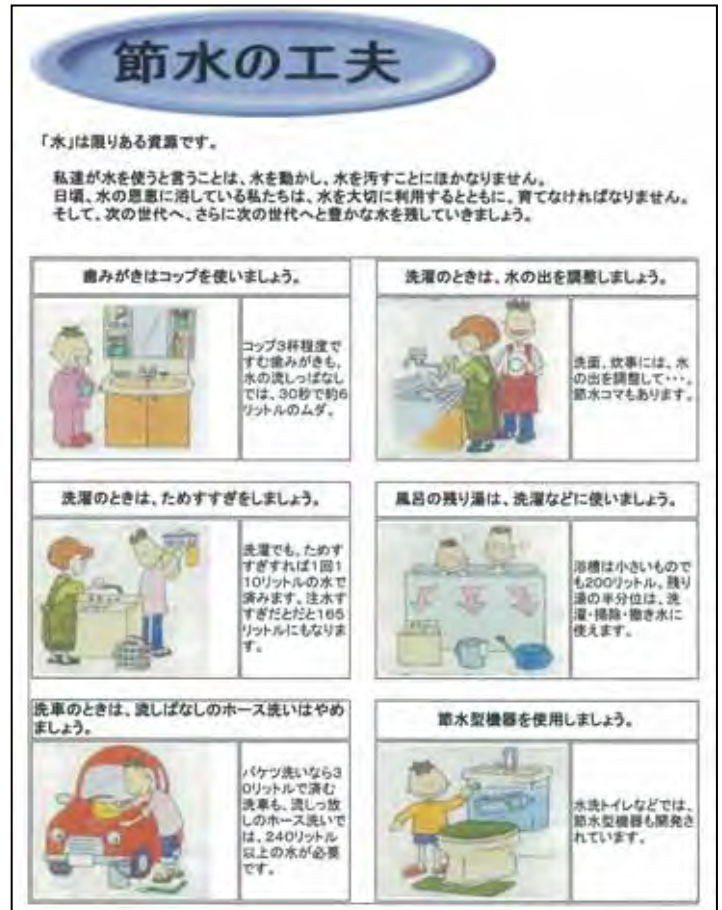 節水の工夫
「水」は限りある資源です。
私達が水を使うと言うことは、水を動かし、水を汚すことにほかなりません。
日頃、水の恩恵に浴している私たちは、水を大切に利用するとともに、育てなければなりません。
そして、次の世代へ、さらに次の世代へと豊かな水を残していきましょう。
歯みがきはコップを使いましょう。
コップ3杯程度で
すむ歯みがきも、
水の流しっぱなし
では、30秒で約6
リットルのムダ。
洗濯のときは、水の出を調整しましょう。
洗面、炊事には、水
の出を調整して・・・。
節水コマもあります。
洗濯のときは、ためすすぎをしましょう。
洗濯でも、ためす
すぎすれば1回1
10リットルの水で
済みます。注水す
すぎだとだと165
リットルにもなりま
す。
風呂の残り湯は、洗濯などに使いましょう。
浴槽は小さいもので
も200リットル。残り
湯の半分位は、洗
濯・掃除・撒き水に
使えます。
洗車のときは、流しぱなしのホース洗いはやめ
ましょう。
バケツ洗いなら3
0リットルで済む
洗車も、流しっ放
しのホース洗いで
は、240リットル
以上の水が必要
です。
節水型機器を使用しましょう。
水洗トイレなどでは、
節水型機器も開発さ
れています。